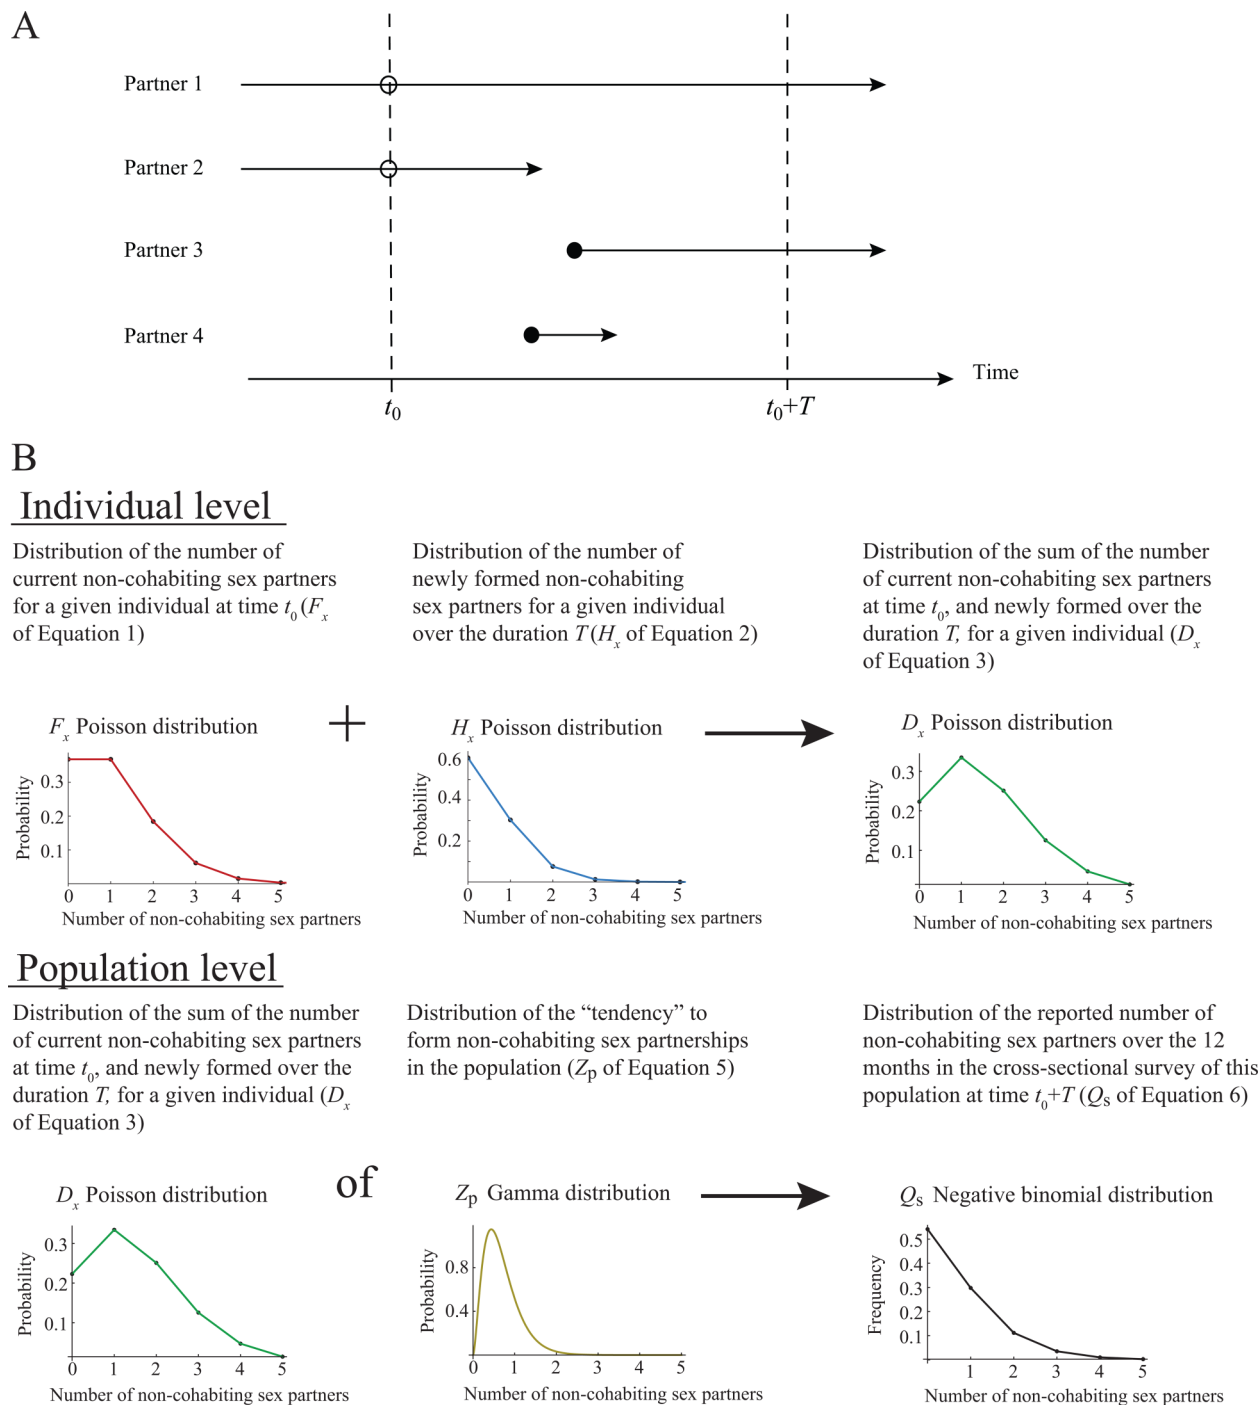 A
Partner 1
Partner 2
Partner 3
Partner 4
Time
t0
t0+T
B
Individual level
Distribution of the number of
current non-cohabiting sex partners
for a given individual at time t0 (Fx
of Equation 1)
Distribution of the number of
newly formed non-cohabiting
sex partners for a given individual
over the duration T (Hx of Equation 2)
Distribution of the sum of the number
of current non-cohabiting sex partners
at time t0, and newly formed over the
duration T, for a given individual (Dx
of Equation 3)
Fx Poisson distribution
+
Hx Poisson distribution
Dx Poisson distribution
Probability
0.3
0.2
0.1
0 1 2 3 4 5
Number of non-cohabiting sex partners
Probability
0.6
0.4
0.2
0 1 2 3 4 5
Number of non-cohabiting sex partners
Probability
0.3
0.2
0.1
0 1 2 3 4 5
Number of non-cohabiting sex partners
Population level
Distribution of the sum of the number
of current non-cohabiting sex partners
at time t0, and newly formed over the
duration T, for a given individual (Dx
of Equation 3)
Distribution of the “tendency” to
form non-cohabiting sex partnerships
in the population (Zp of Equation 5)
Distribution of the reported number of
non-cohabiting sex partners over the 12
months in the cross-sectional survey of this
population at time t0+T (Qs of Equation 6)
Dx Poisson distribution
of
Zp Gamma distribution
Qs Negative binomial distribution
Probability
0.3
0.2
0.1
0 1 2 3 4 5
Number of non-cohabiting sex partners
Probability
0.8
0.4
0 1 2 3 4 5
Number of non-cohabiting sex partners
Frequency
0.5
0.4
0.3
0.2
0.1
1 2 3 4 5
Number of non-cohabiting sex partners